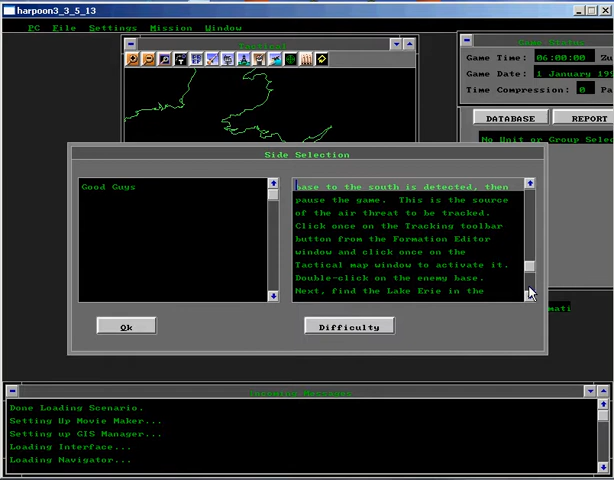 harpoon3_3_5_13
PC File Settings Mission Window
Nautical
Game Status
Game Time: 06:00:00 Zu
Game Date: 1 January 199
Time Compression: 0 Pa
DATABASE REPORT
No Unit or Group Selec
Side Selection
Good Guys
base to the south is detected, then
pause the game. This is the source
of the air threat to be tracked.
Click once on the Tracking toolbar
button from the Formation Editor
window and click once on the
Tactical map window to activate it.
Double-click on the enemy base.
Next, find the Lake Erie in the
mati
Ok Difficulty
Incoming Messages
Done Loading Scenario.
Setting Up Movie Maker...
Setting up GIS Manager...
Loading Interface...
Loading Navigator...